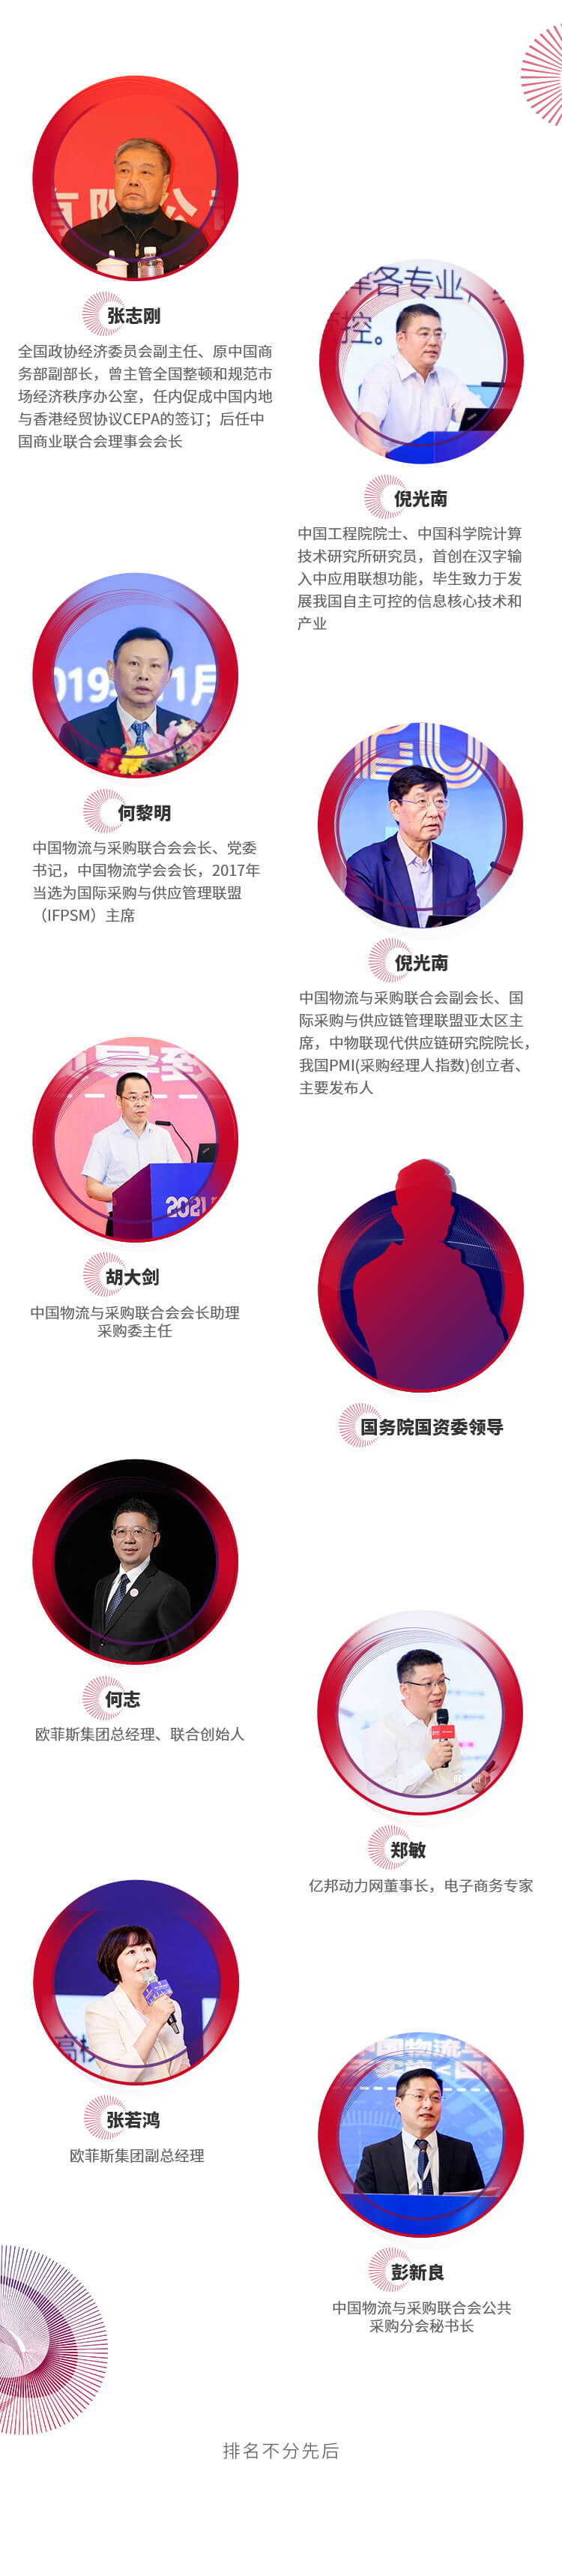 张志刚
全国政协经济委员会副主任、原中国商
务部副部长，曾主管全国整顿和规范市
场经济秩序办公室，任内促成中国内地
与香港经贸协议CEPA的签订；后任中
国商业联合会理事会会长
各专业，
控。
倪光南
中国工程院院士、中国科学院计算
技术研究所研究员，首创在汉字输
入中应用联想功能，毕生致力于发
展我国自主可控的信息核心技术和
产业
何黎明
中国物流与采购联合会会长、党委
书记，中国物流学会会长，2017年
当选为国际采购与供应管理联盟
（IFPSM）主席
倪光南
中国物流与采购联合会副会长、国
际采购与供应链管理联盟亚太区主
席，中物联现代供应链研究院院长，
我国PMI(采购经理人指数)创立者、
主要发布人
2021
胡大剑
中国物流与采购联合会会长助理
采购委主任
国务院国资委领导
何志
欧菲斯集团总经理、联合创始人
郑敏
亿邦动力网董事长，电子商务专家
张若鸿
欧菲斯集团副总经理
中国物流与
彭新良
中国物流与采购联合会公共
采购分会秘书长
排名不分先后